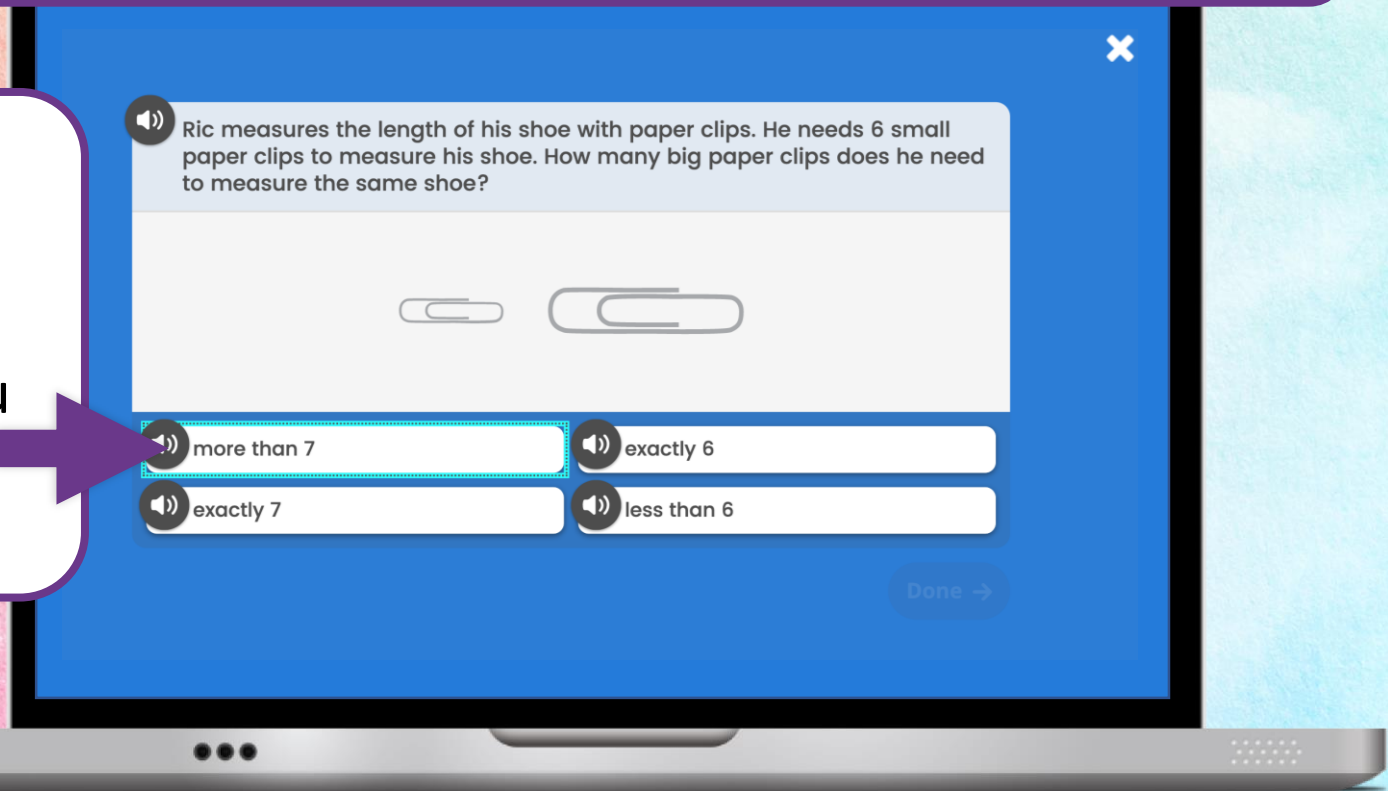 Ric measures the length of his shoe with paper clips. He needs 6 small
paper clips to measure his shoe. How many big paper clips does he need
to measure the same shoe?
more than 7
exactly 6
exactly 7
less than 6
Done →